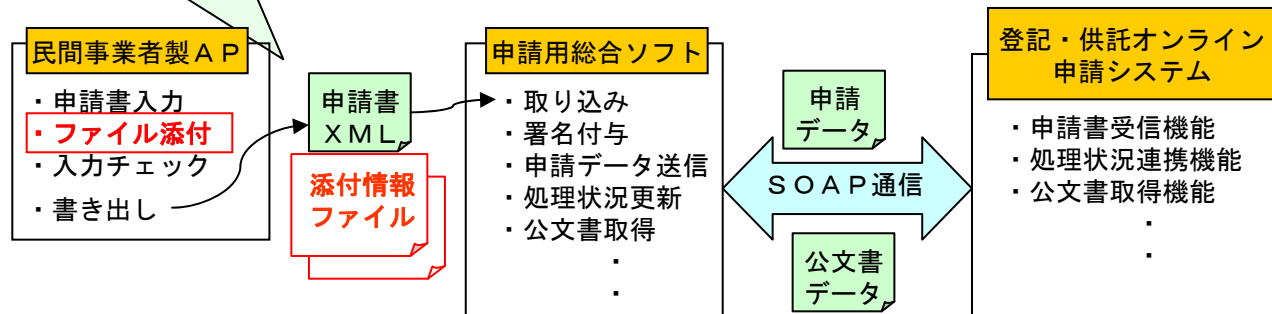 民間事業者製ＡＰ
・申請書入力
・ファイル添付
・入力チェック
・書き出し
申請書
ＸＭＬ
添付情報
ファイル
申請用総合ソフト
・取り込み
・署名付与
・申請データ送信
・処理状況更新
・公文書取得
・
・
申請
データ
ＳＯＡＰ通信
公文書
データ
登記・供託オンライン
申請システム
・申請書受信機能
・処理状況連携機能
・公文書取得機能
・
・